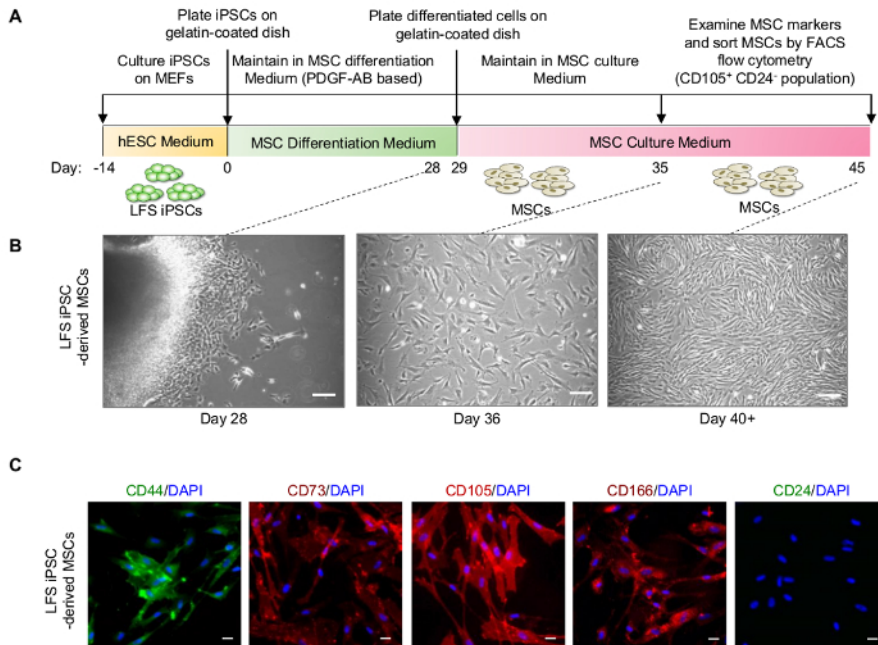 A
Plate iPSCs on
gelatin-coated dish
Plate differentiated cells on
gelatin-coated dish
Examine MSC markers
and sort MSCs by FACS
flow cytometry
(CD105⁺ CD24⁻ population)
Culture iPSCs
on MEFs
Maintain in MSC differentiation
Medium (PDGF-AB based)
Maintain in MSC culture
Medium
hESC Medium
MSC Differentiation Medium
MSC Culture Medium
Day: -14 0 28 29 35 45
LFS iPSCs
MSCs
MSCs
B
LFS iPSC
-derived MSCs
Day 28
Day 36
Day 40+
C
CD44/DAPI
CD73/DAPI
CD105/DAPI
CD166/DAPI
CD24/DAPI
LFS iPSC
-derived MSCs